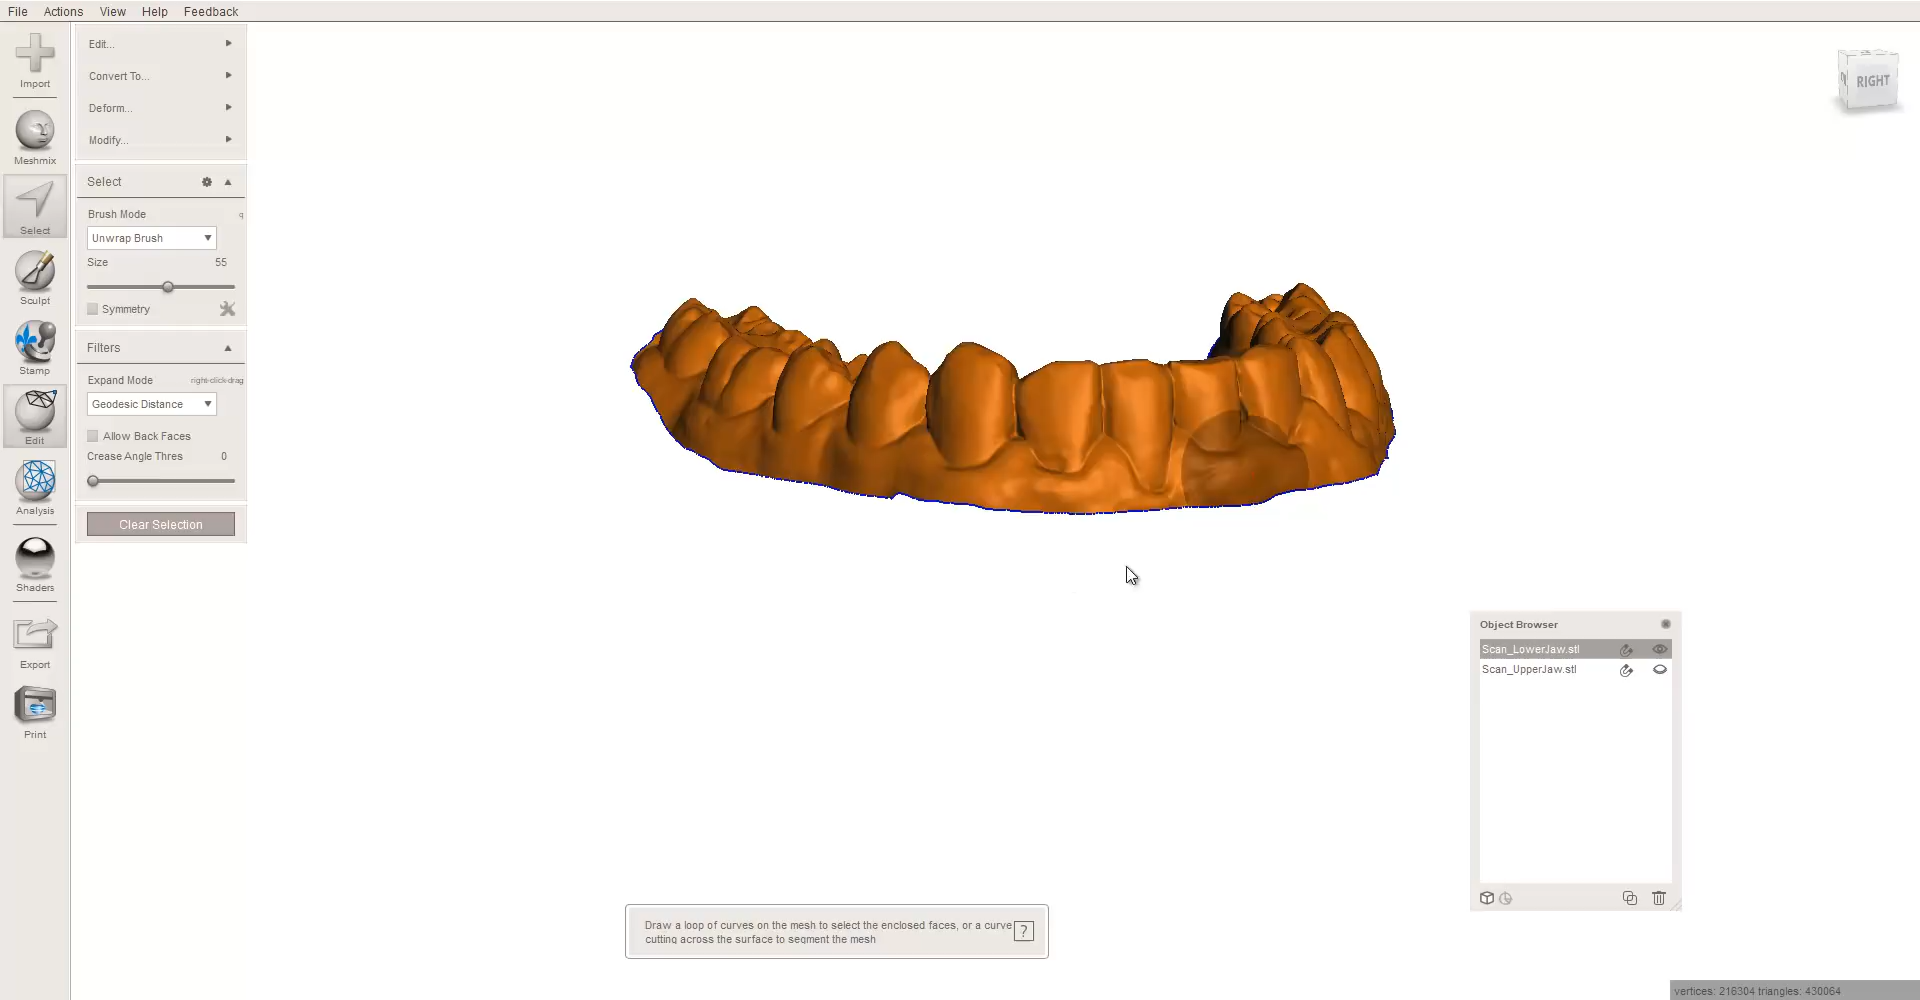 File Actions View Help Feedback
Import
Meshmix
Select
Sculpt
Stamp
Edit
Analysis
Shaders
Export
Print
Edit...
Convert To...
Deform...
Modify...
Select
Brush Mode q
Unwrap Brush
Size 55
Symmetry
Filters
Expand Mode right-click-drag
Geodesic Distance
Allow Back Faces
Crease Angle Thres 0
Clear Selection
RIGHT
Object Browser
Scan_LowerJaw.stl
Scan_UpperJaw.stl
Draw a loop of curves on the mesh to select the enclosed faces, or a curve
cutting across the surface to segment the mesh
?
vertices: 216304 triangles: 430064